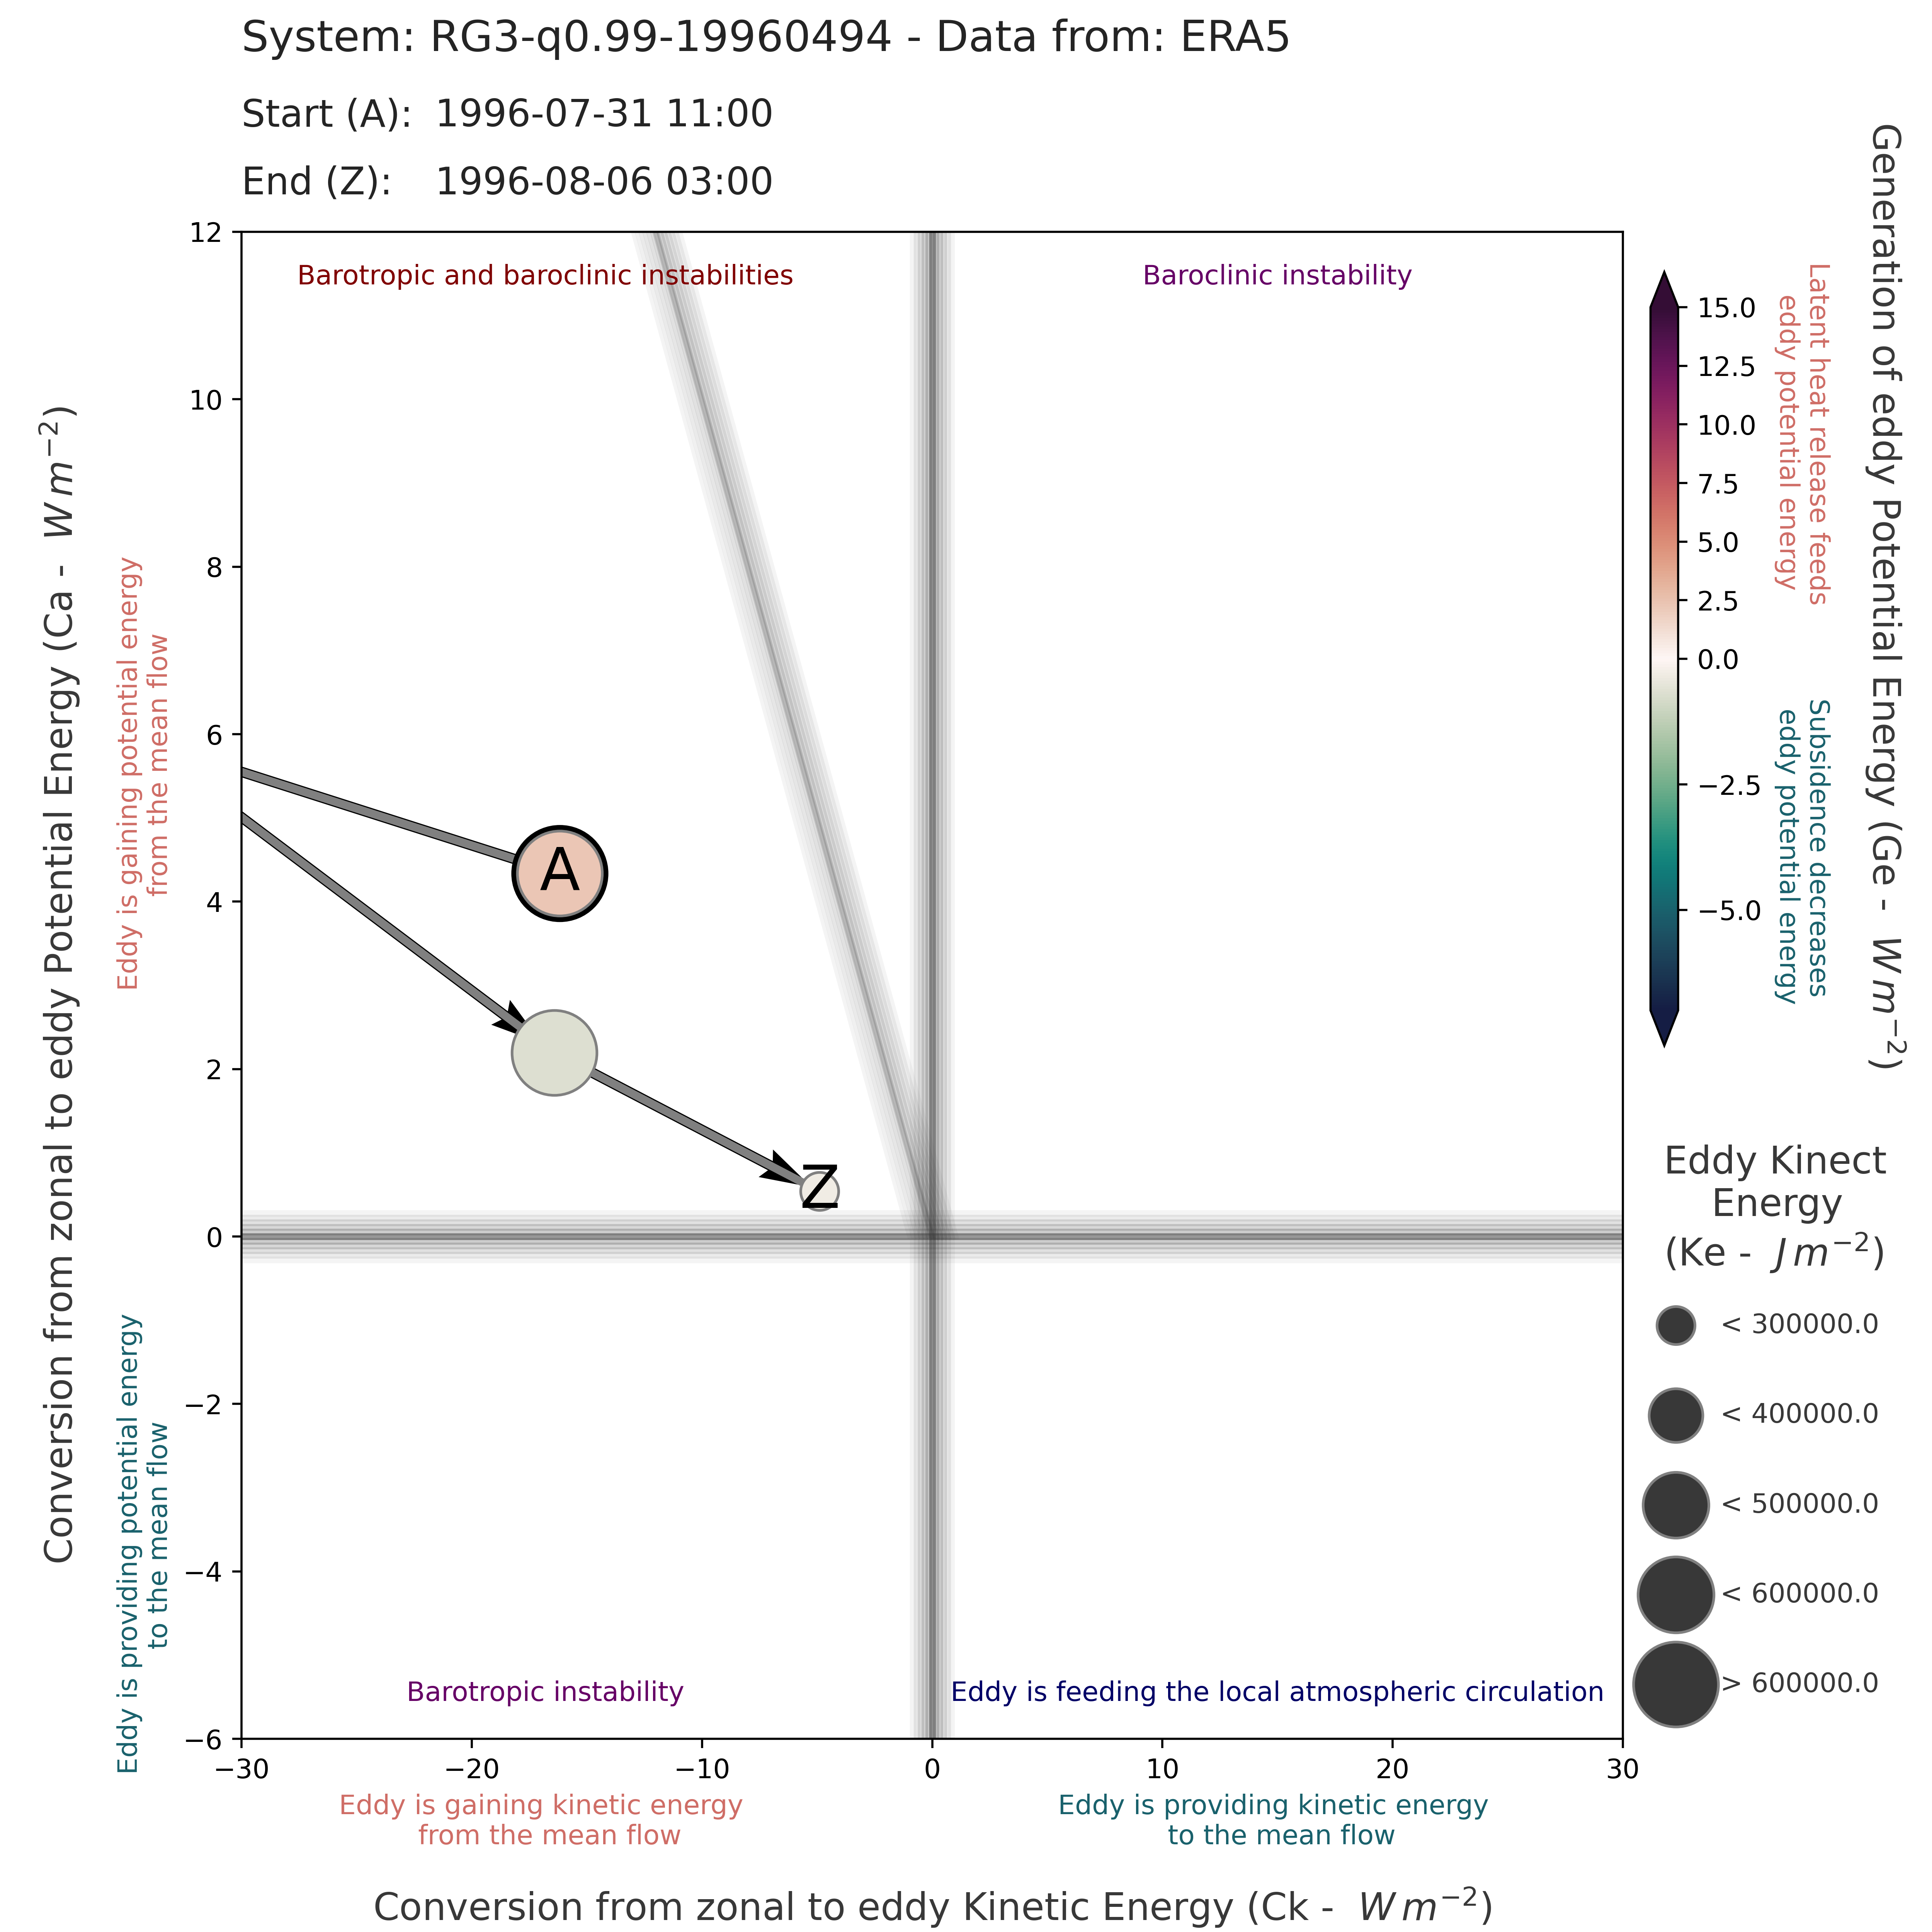 System: RG3-q0.99-19960494 - Data from: ERA5
Start (A): 1996-07-31 11:00
End (Z): 1996-08-06 03:00
Conversion from zonal to eddy Potential Energy (Ca - W m⁻²)
Eddy is gaining potential energy
from the mean flow
Eddy is providing potential energy
to the mean flow
12
10
8
6
4
2
0
−2
−4
−6
Barotropic and baroclinic instabilities
Baroclinic instability
A
Z
Barotropic instability
Eddy is feeding the local atmospheric circulation
−30
−20
−10
0
10
20
30
Eddy is gaining kinetic energy
from the mean flow
Eddy is providing kinetic energy
to the mean flow
Conversion from zonal to eddy Kinetic Energy (Ck - W m⁻²)
15.0
12.5
10.0
7.5
5.0
2.5
0.0
−2.5
−5.0
Latent heat release feeds
eddy potential energy
Subsidence decreases
eddy potential energy
Generation of eddy Potential Energy (Ge - W m⁻²)
Eddy Kinect
Energy
(Ke - J m⁻²)
< 300000.0
< 400000.0
< 500000.0
< 600000.0
> 600000.0